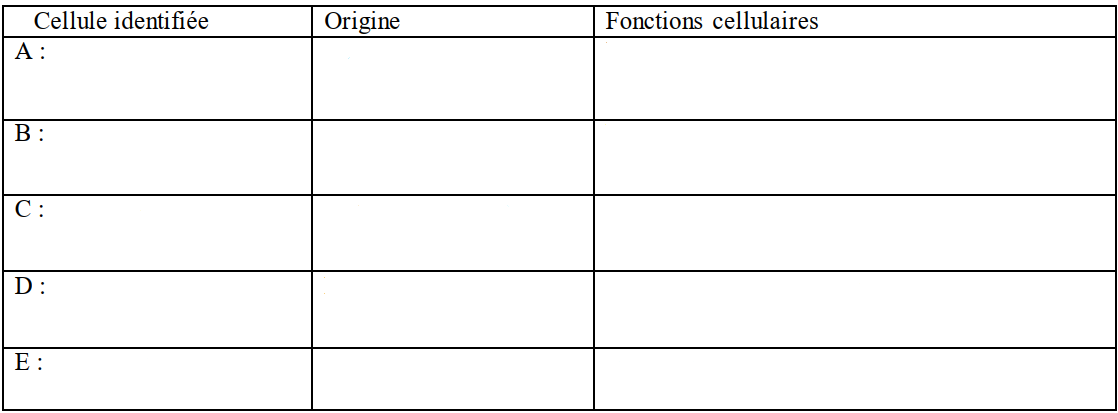 Cellule identifiée Origine Fonctions cellulaires
A :
B :
C :
D :
E :